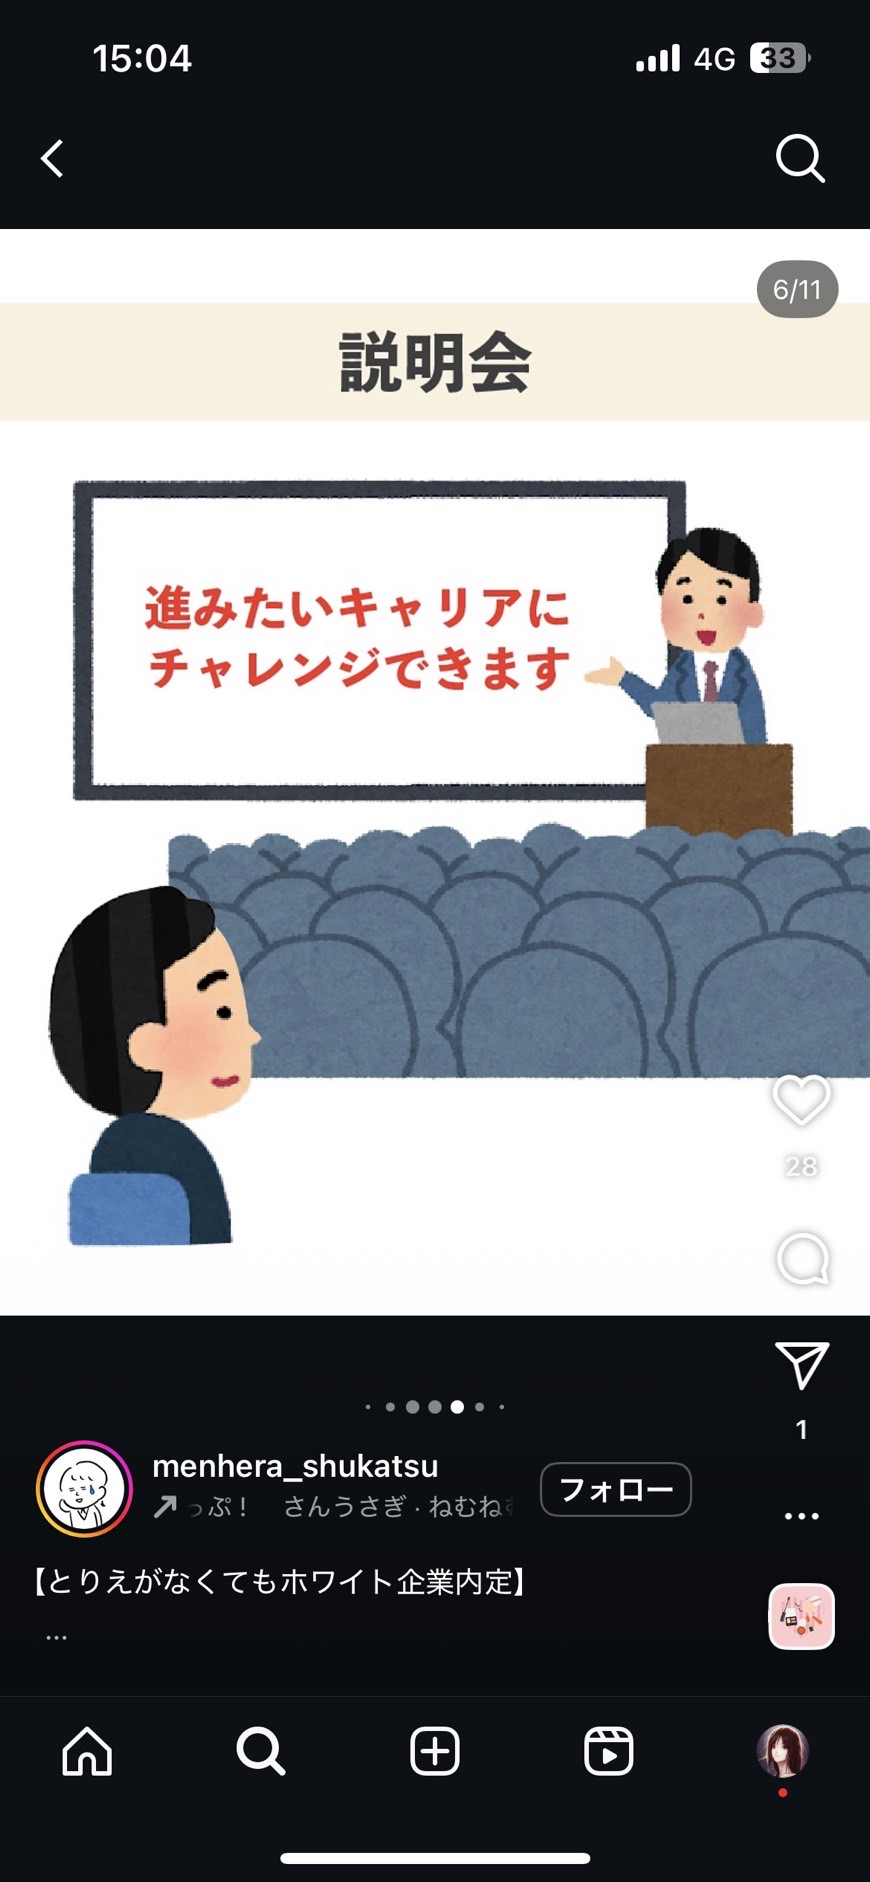 15:04
4G
33
6/11
説明会
進みたいキャリアに
チャレンジできます
28
1
menhera_shukatsu
っぷ! さんうさぎ・ねむね
フォロー
【とりえがなくてもホワイト企業内定】
...